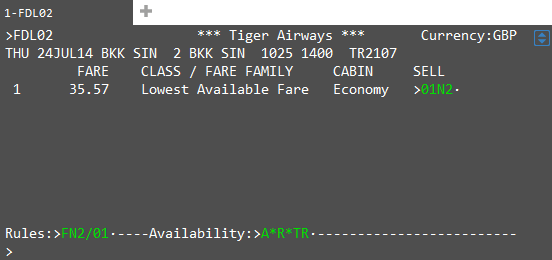 1-FDL02 +
>FDL02 *** Tiger Airways *** Currency:GBP
THU 24JUL14 BKK SIN 2 BKK SIN 1025 1400 TR2107
FARE CLASS / FARE FAMILY CABIN SELL
1 35.57 Lowest Available Fare Economy >01N2·
Rules:>FN2/01·----Availability:>A*R*TR·-------------------------
>